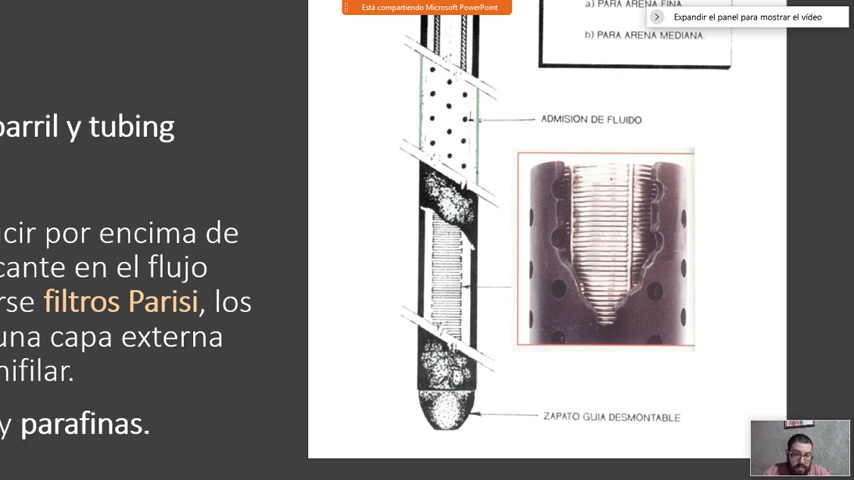 Está compartiendo Microsoft PowerPoint
Expandir el panel para mostrar el vídeo
a) PARA ARENA FINA
b) PARA ARENA MEDIANA
barril y tubing
ADMISION DE FLUIDO
cir por encima de
cante en el flujo
rse filtros Parisi, los
una capa externa
ifilar.
y parafinas.
ZAPATO GUIA DESMONTABLE